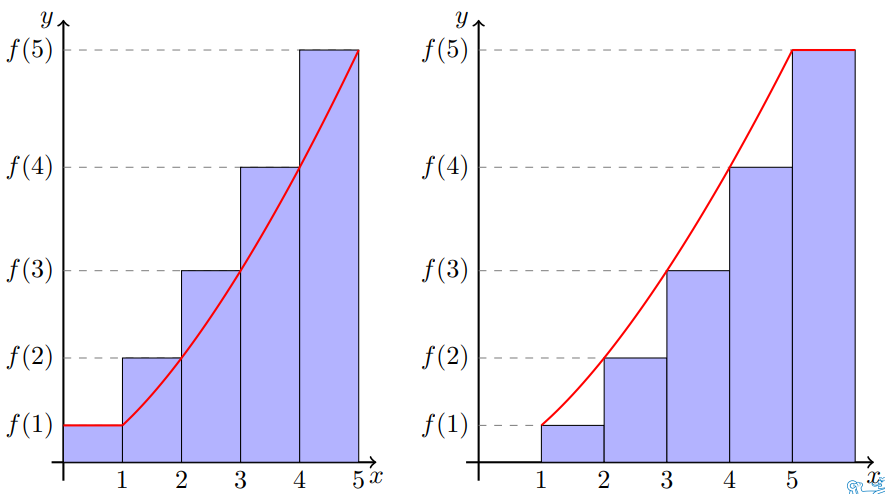 y
f(5)
f(4)
f(3)
f(2)
f(1)
1 2 3 4 5 x
y
f(5)
f(4)
f(3)
f(2)
f(1)
1 2 3 4 5 x